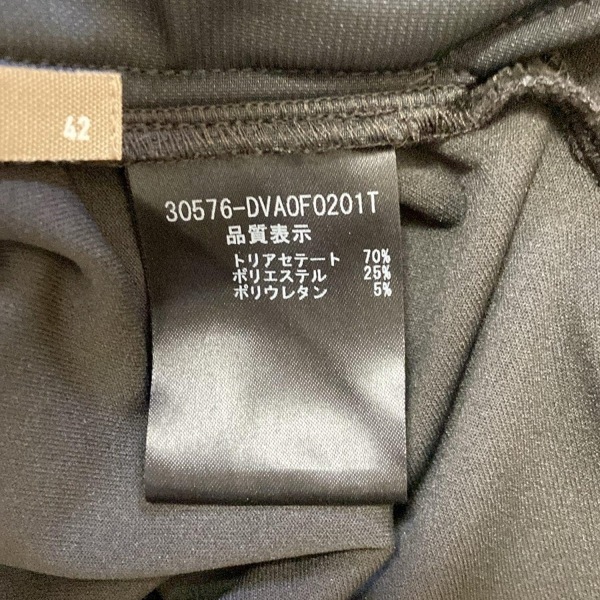 42
30576-DVA0F0201T
品質表示
トリアセテート 70%
ポリエステル 25%
ポリウレタン 5%